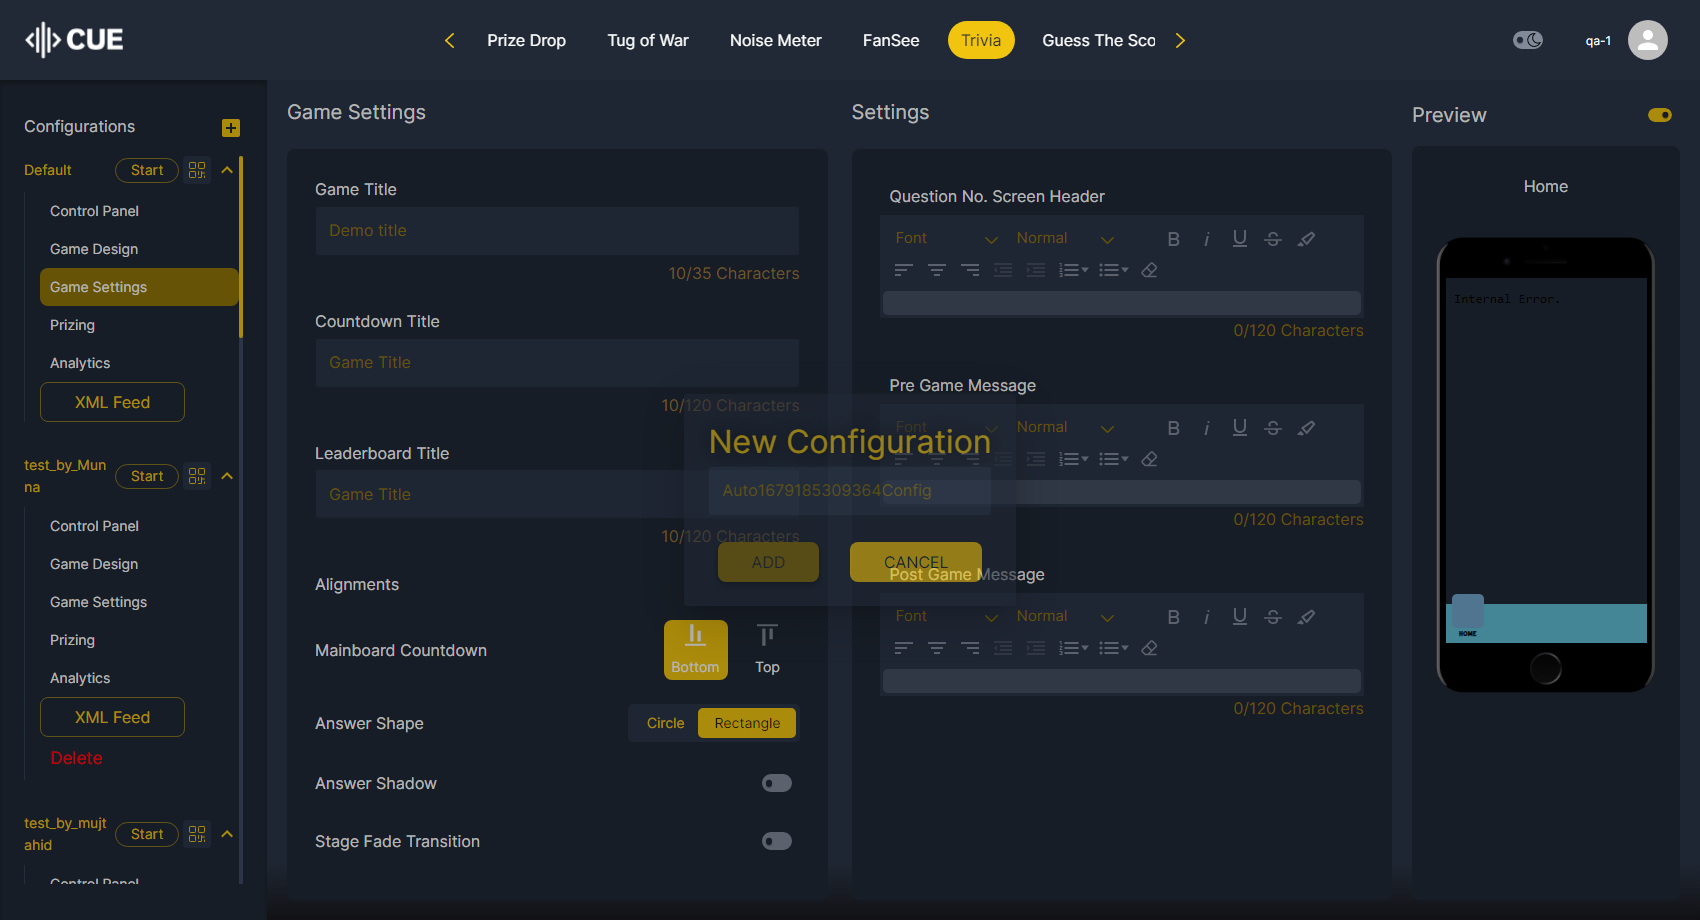 CUE
Prize Drop
Tug of War
Noise Meter
FanSee
Trivia
Guess The Sco
qa-1
Configurations
Default
Start
Control Panel
Game Design
Game Settings
Prizing
Analytics
XML Feed
test_by_Mun
na
Start
Control Panel
Game Design
Game Settings
Prizing
Analytics
XML Feed
Delete
test_by_mujt
ahid
Start
Control Panel
Game Settings
Game Title
Demo title
10/35 Characters
Countdown Title
Game Title
10/120 Characters
Leaderboard Title
Game Title
10/120 Characters
Alignments
Mainboard Countdown
Bottom
Top
Answer Shape
Circle
Rectangle
Answer Shadow
Stage Fade Transition
New Configuration
Auto1679185309364Config
ADD
CANCEL
Settings
Question No. Screen Header
Font
Normal
B i U S
0/120 Characters
Pre Game Message
Font
Normal
B i U S
0/120 Characters
Post Game Message
Font
Normal
B i U S
0/120 Characters
Preview
Home
Internal Error.
HOME